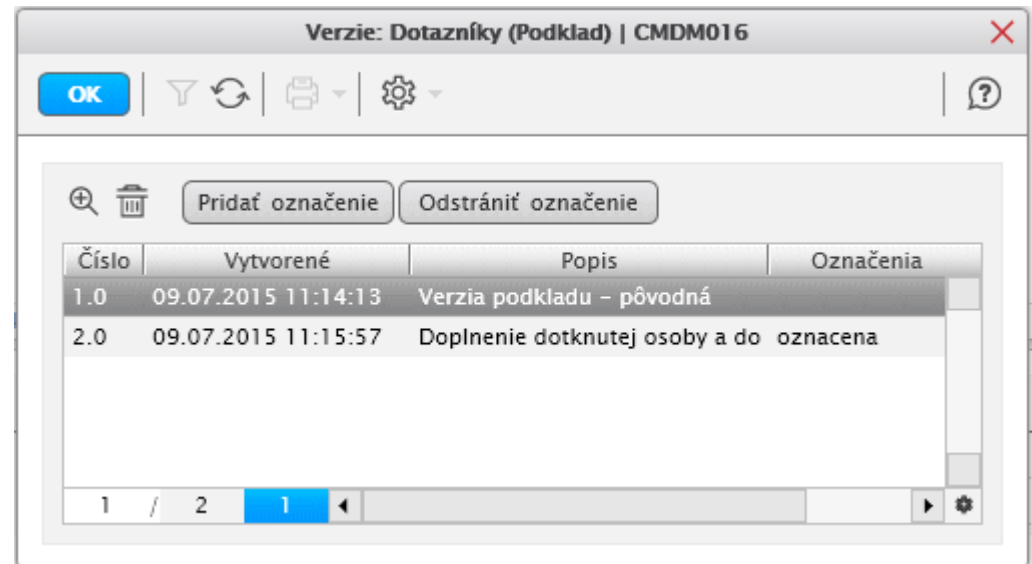 Verzie: Dotazníky (Podklad) | CMDM016
OK
Pridať označenie Odstrániť označenie
Číslo Vytvorené Popis Označenia
1.0 09.07.2015 11:14:13 Verzia podkladu – pôvodná
2.0 09.07.2015 11:15:57 Doplnenie dotknutej osoby a do oznacena
1 / 2 1